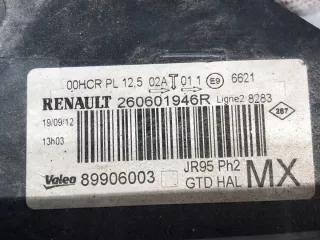 00HCR PL 12,5 02A T 01 1 E9 6621
RENAULT 260601946R Ligne2 8283
19/09/12 287
13h03
Valeo 89906003 JR95 Ph2
GTD HAL MX